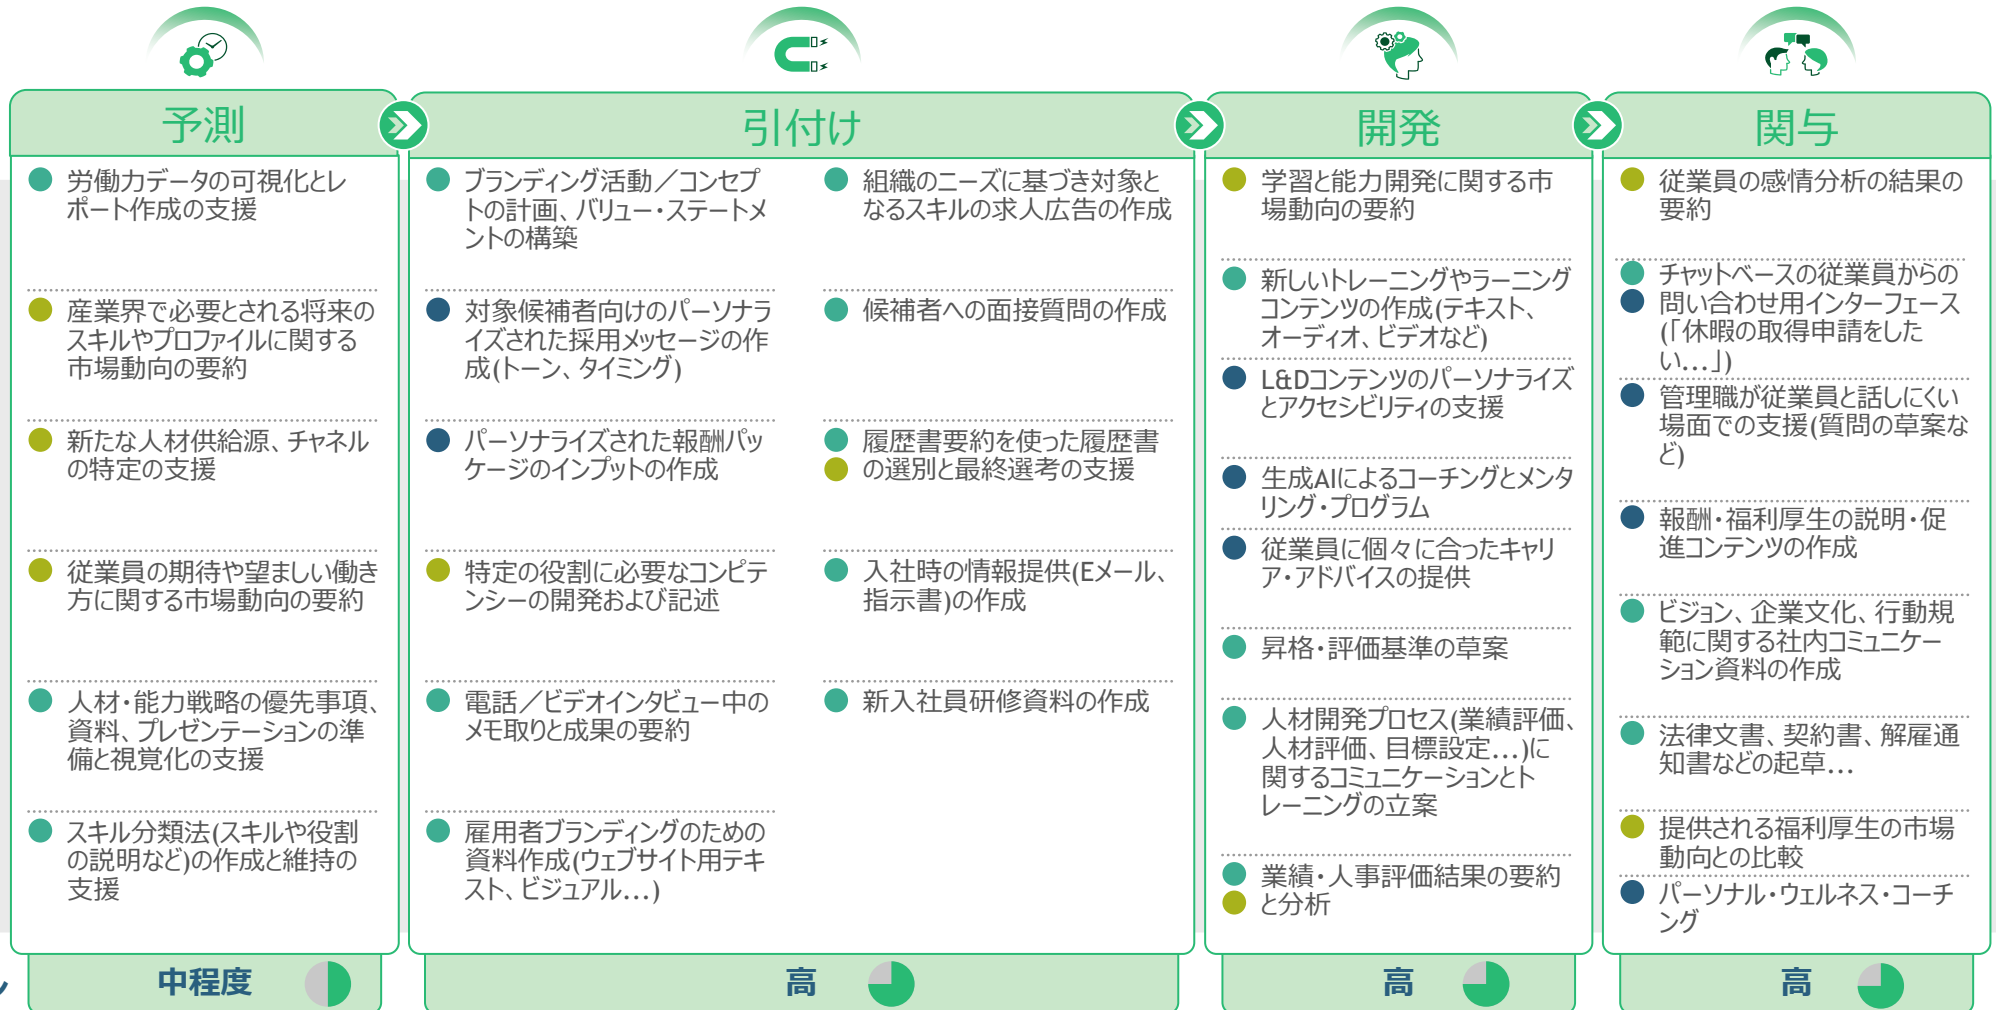 予測
労働力データの可視化とレ
ポート作成の支援
産業界で必要とされる将来の
スキルやプロファイルに関する
市場動向の要約
新たな人材供給源、チャネル
の特定の支援
従業員の期待や望ましい働き
方に関する市場動向の要約
人材・能力戦略の優先事項、
資料、プレゼンテーションの準
備と視覚化の支援
スキル分類法(スキルや役割
の説明など)の作成と維持の
支援
中程度
引付け
ブランディング活動／コンセプ
トの計画、バリュー・ステートメ
ントの構築
対象候補者向けのパーソナラ
イズされた採用メッセージの作
成(トーン、タイミング)
パーソナライズされた報酬パッ
ケージのインプットの作成
特定の役割に必要なコンピテ
ンシーの開発および記述
電話／ビデオインタビュー中の
メモ取りと成果の要約
雇用者ブランディングのための
資料作成(ウェブサイト用テキ
スト、ビジュアル…)
組織のニーズに基づき対象と
なるスキルの求人広告の作成
候補者への面接質問の作成
履歴書要約を使った履歴書
の選別と最終選考の支援
入社時の情報提供(Eメール、
指示書)の作成
新入社員研修資料の作成
高
開発
学習と能力開発に関する市
場動向の要約
新しいトレーニングやラーニング
コンテンツの作成(テキスト、
オーディオ、ビデオなど)
L&Dコンテンツのパーソナライズ
とアクセシビリティの支援
生成AIによるコーチングとメンタ
リング・プログラム
従業員に個々に合ったキャリ
ア・アドバイスの提供
昇格・評価基準の草案
人材開発プロセス(業績評価、
人材評価、目標設定…)に
関するコミュニケーションとト
レーニングの立案
業績・人事評価結果の要約
と分析
高
関与
従業員の感情分析の結果の
要約
チャットベースの従業員からの
問い合わせ用インターフェース
(「休暇の取得申請をした
い…」)
管理職が従業員と話しにくい
場面での支援(質問の草案な
ど)
報酬・福利厚生の説明・促
進コンテンツの作成
ビジョン、企業文化、行動規
範に関する社内コミュニケー
ション資料の作成
法律文書、契約書、解雇通
知書などの起草…
提供される福利厚生の市場
動向との比較
パーソナル・ウェルネス・コーチ
ング
高